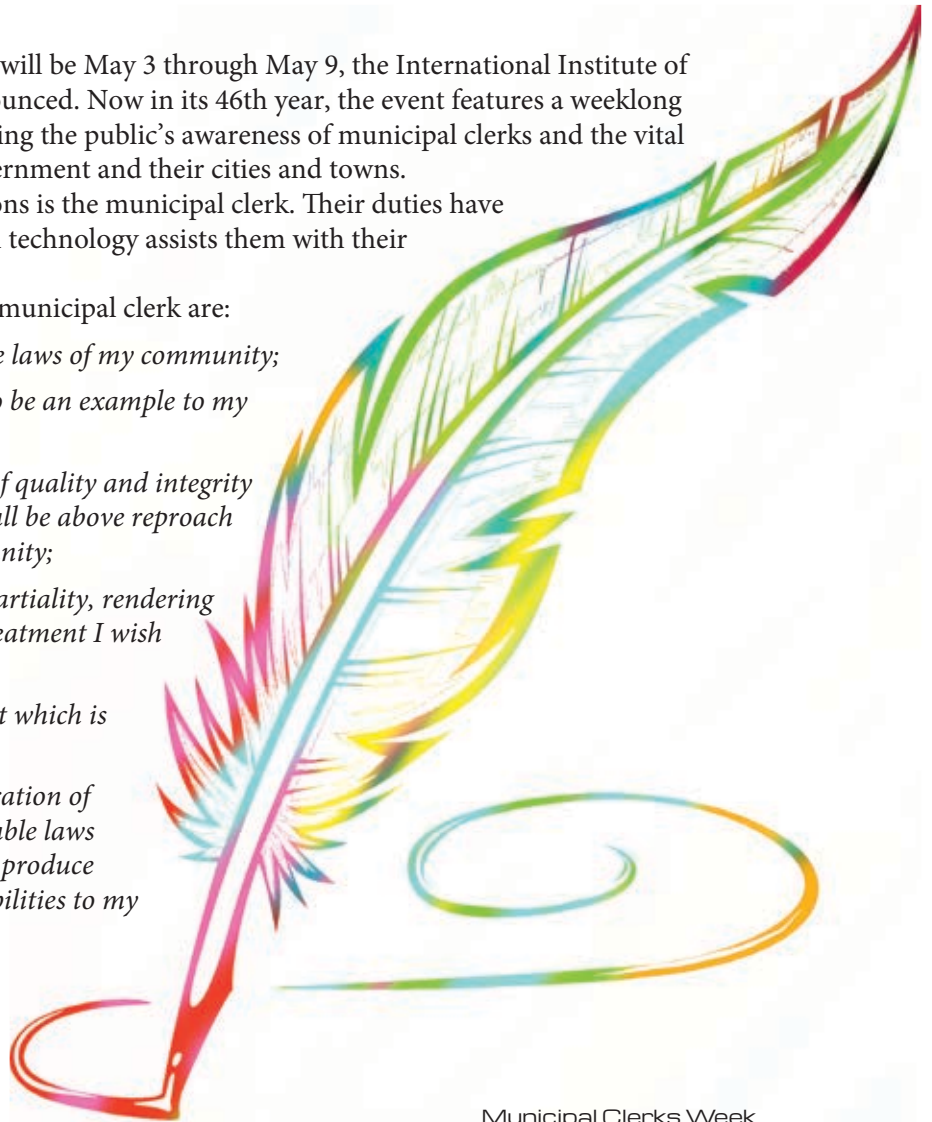 will be May 3 through May 9, the International Institute of
ounced. Now in its 46th year, the event features a weeklong
ing the public’s awareness of municipal clerks and the vital
ernment and their cities and towns.
ons is the municipal clerk. Their duties have
technology assists them with their
municipal clerk are:
e laws of my community;
o be an example to my
f quality and integrity
all be above reproach
nity;
artiality, rendering
eatment I wish
t which is
ration of
able laws
produce
bilities to my
Municipal Clerks Week